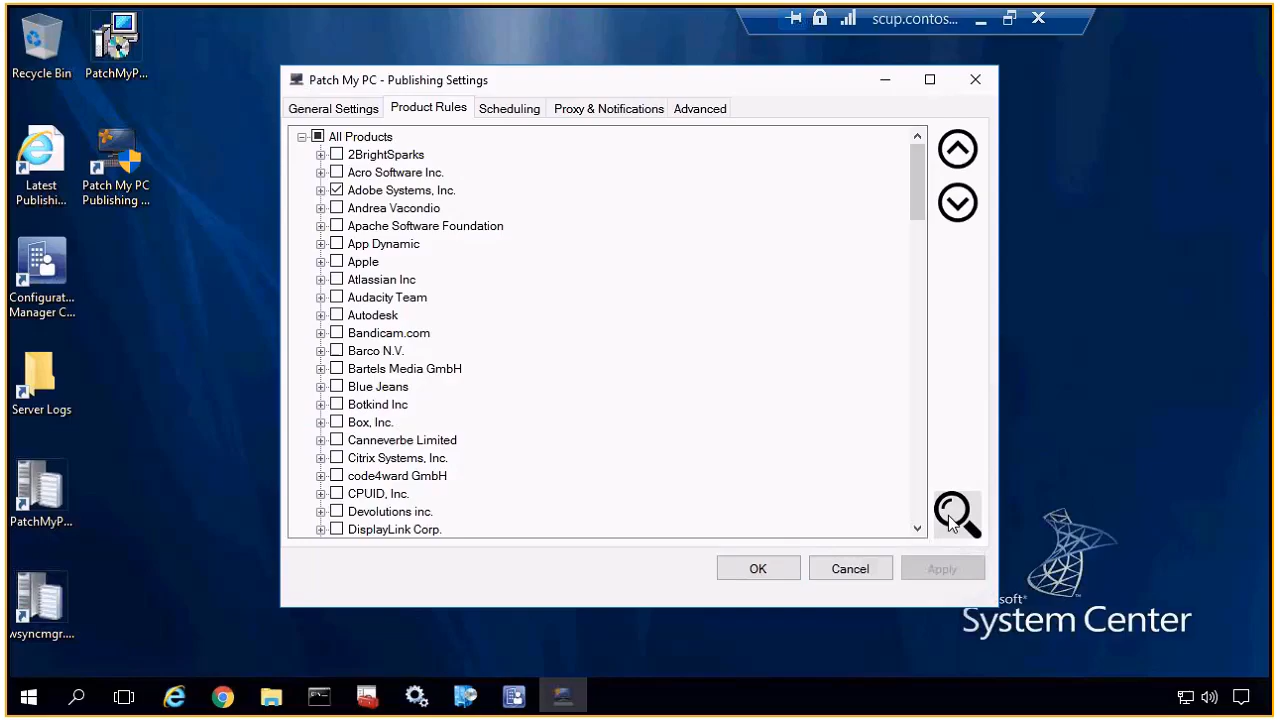 scup.contos...
Recycle Bin
PatchMyP...
Latest
Publishi...
Patch My PC
Publishing ...
Configurat...
Manager C...
Server Logs
PatchMyP...
wsyncmgr....
Patch My PC - Publishing Settings
General Settings
Product Rules
Scheduling
Proxy & Notifications
Advanced
All Products
2BrightSparks
Acro Software Inc.
Adobe Systems, Inc.
Andrea Vacondio
Apache Software Foundation
App Dynamic
Apple
Atlassian Inc
Audacity Team
Autodesk
Bandicam.com
Barco N.V.
Bartels Media GmbH
Blue Jeans
Botkind Inc
Box, Inc.
Canneverbe Limited
Citrix Systems, Inc.
code4ward GmbH
CPUID, Inc.
Devolutions inc.
DisplayLink Corp.
OK
Cancel
Apply
soft*
System Center